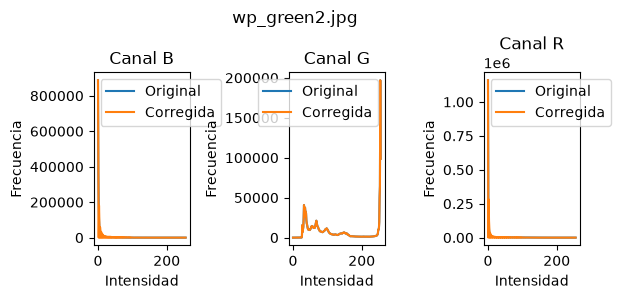 wp_green2.jpg
Canal B
Frecuencia
800000
600000
400000
200000
0
Original
Corregida
0
200
Intensidad
Canal G
Frecuencia
200000
150000
100000
50000
0
Original
Corregida
0
200
Intensidad
Canal R
1e6
Frecuencia
1.00
0.75
0.50
0.25
0.00
Original
Corregida
0
200
Intensidad